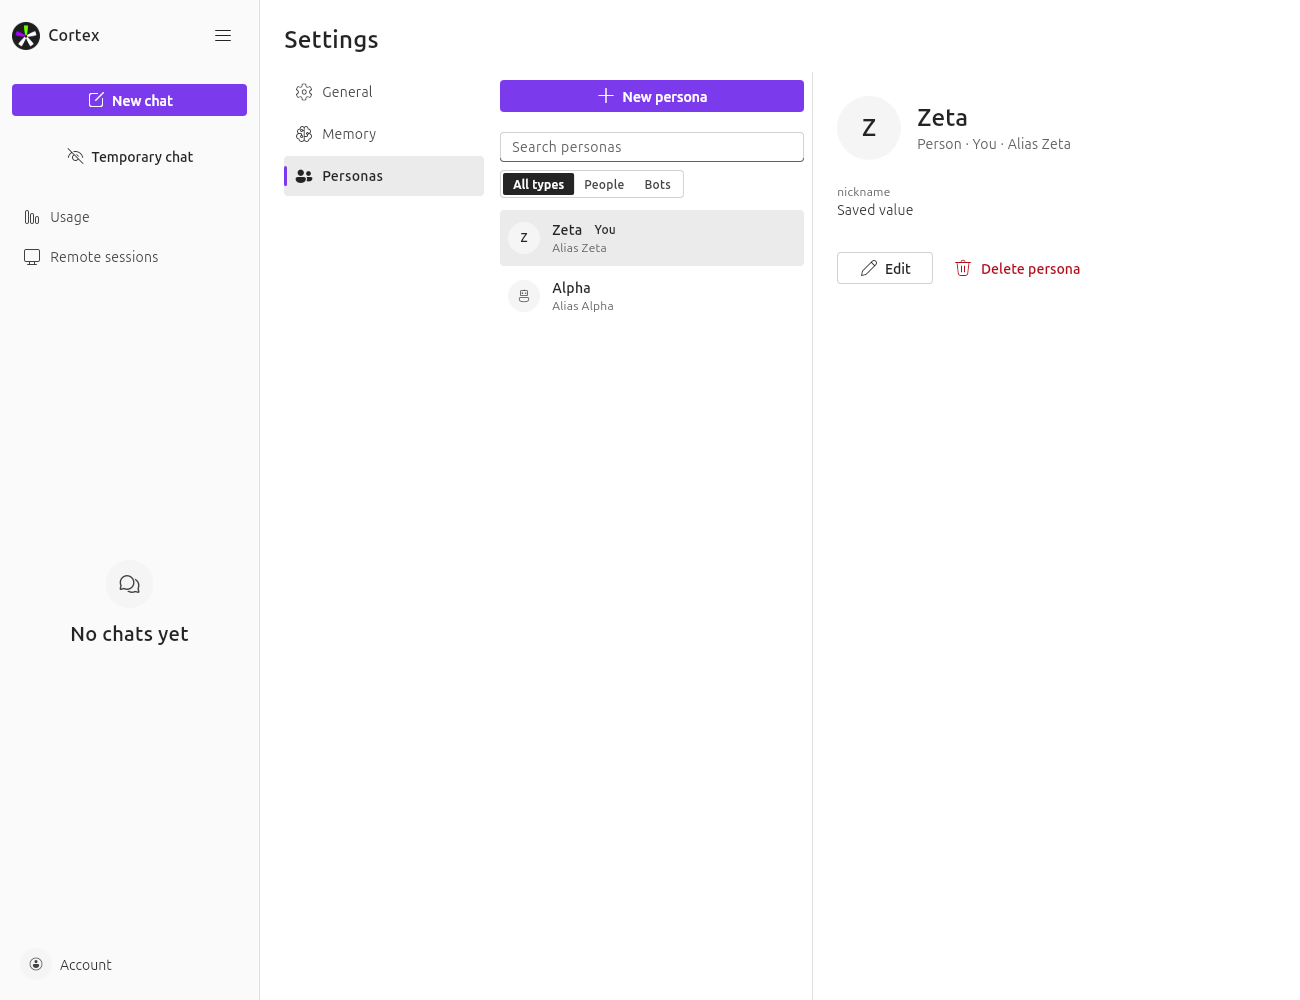 Cortex
New chat
Temporary chat
Usage
Remote sessions
No chats yet
Account
Settings
General
Memory
Personas
New persona
Search personas
All types People Bots
Z Zeta You
Alias Zeta
Alpha
Alias Alpha
Z Zeta
Person · You · Alias Zeta
nickname
Saved value
Edit Delete persona